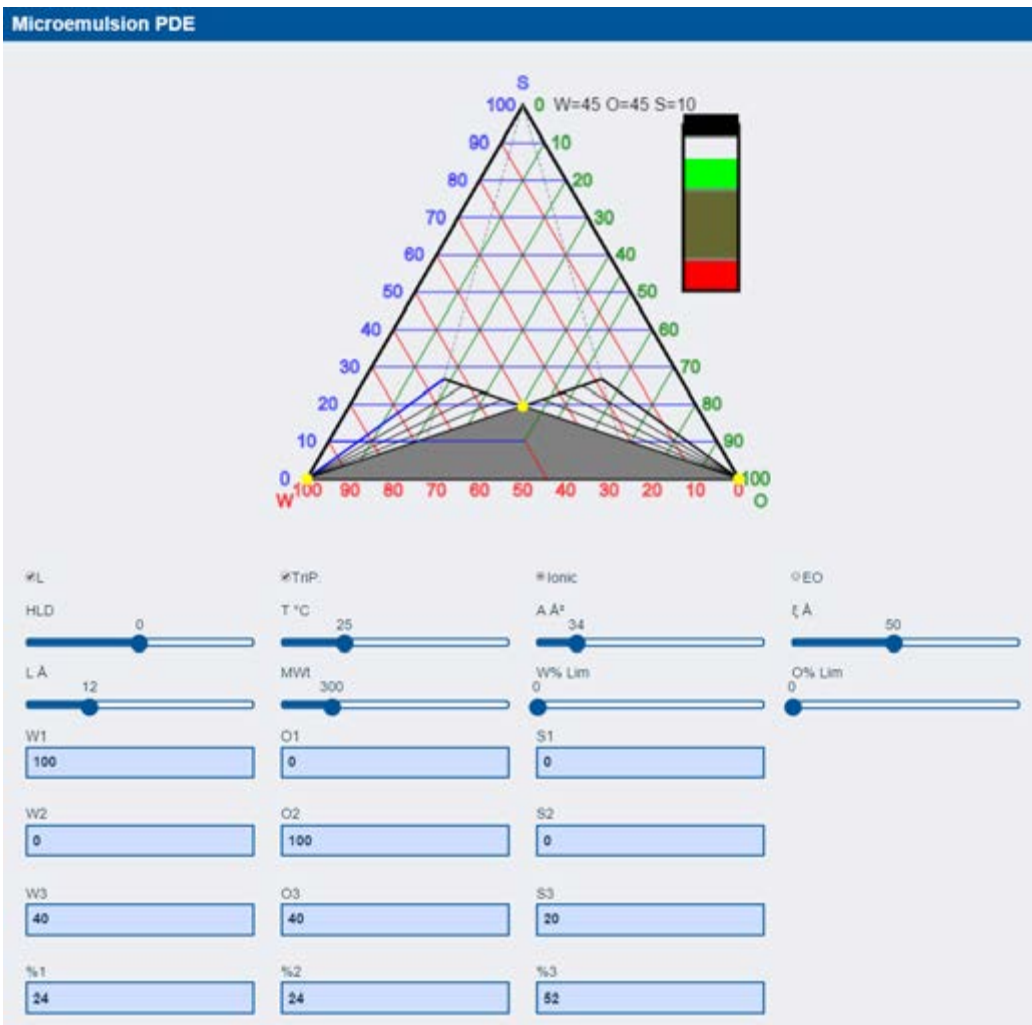 Microemulsion PDE
S
100 0 W=45 O=45 S=10
90 10
80 20
70 30
60 40
50 50
40 60
30 70
20 80
10 90
0 100
W 100 90 80 70 60 50 40 30 20 10 0 O
L TriP. Ionic EO
HLD T °C A Å² ξ Å
0 25 34 50
L Å MWt W% Lim O% Lim
12 300 0 0
W1 O1 S1
100 0 0
W2 O2 S2
0 100 0
W3 O3 S3
40 40 20
%1 %2 %3
24 24 52